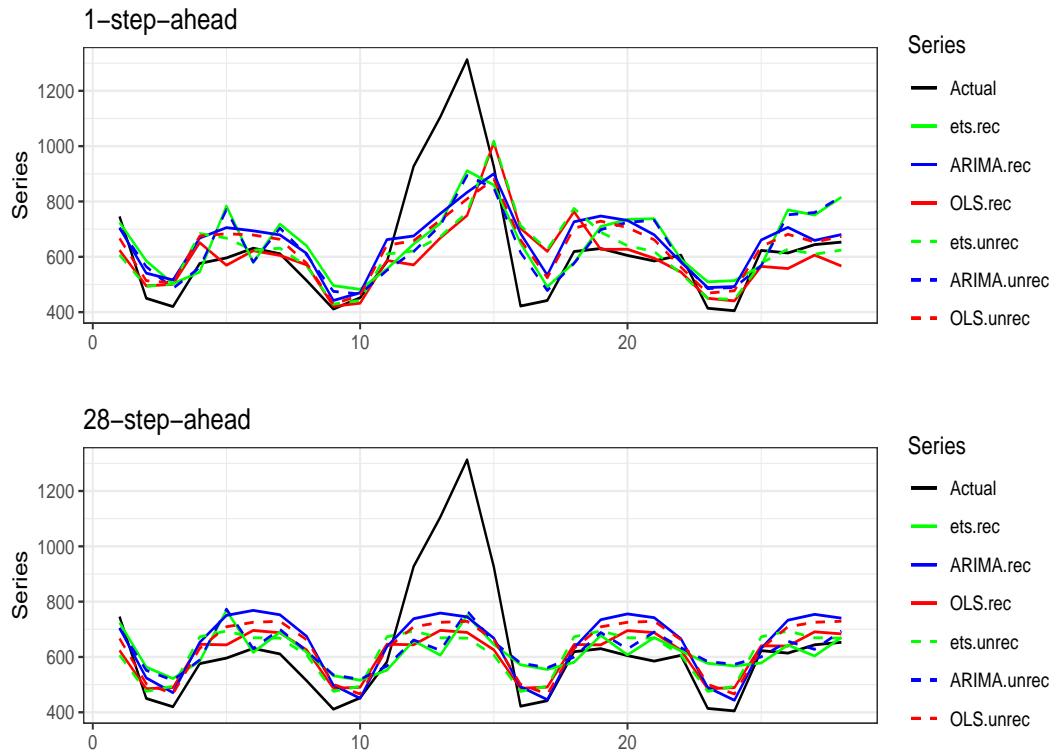 1−step−ahead
Series
1200
1000
800
600
400
0
10
20
Series
Actual
ets.rec
ARIMA.rec
OLS.rec
ets.unrec
ARIMA.unrec
OLS.unrec
28−step−ahead
Series
1200
1000
800
600
400
0
10
20
Series
Actual
ets.rec
ARIMA.rec
OLS.rec
ets.unrec
ARIMA.unrec
OLS.unrec